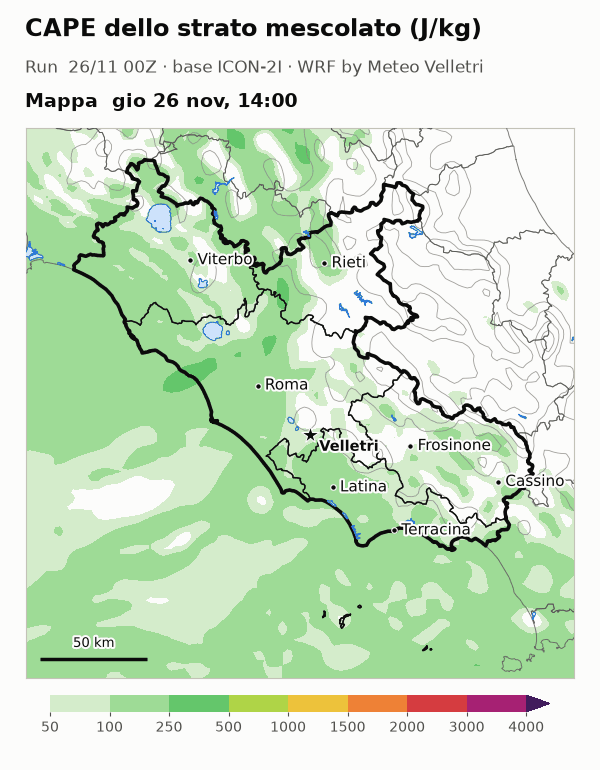 CAPE dello strato mescolato (J/kg)
Run  26/11 00Z · base ICON-2I · WRF by Meteo Velletri
Mappa  gio 26 nov, 14:00
Viterbo
Rieti
Roma
Velletri
Frosinone
Latina
Cassino
Terracina
50 km
50 100 250 500 1000 1500 2000 3000 4000